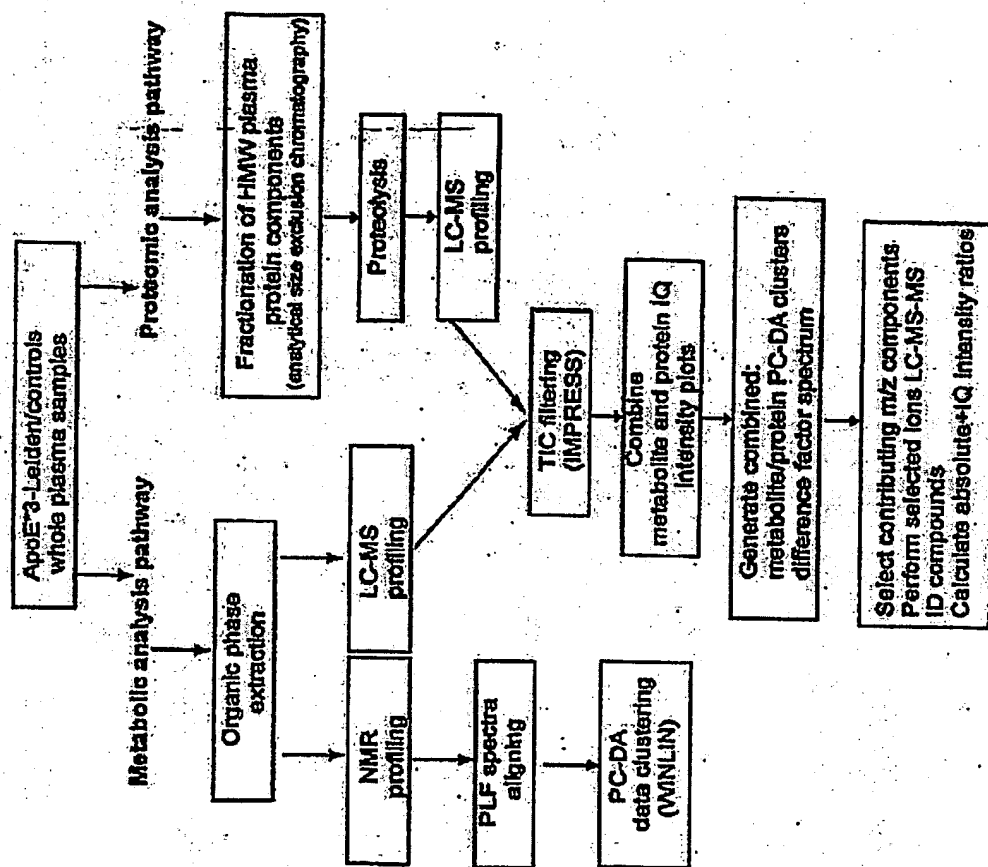 ApoE*3-Leiden/controls
whole plasma samples
Metabolic analysis pathway
Proteomic analysis pathway
Organic phase
extraction
Fractionation of HMW plasma
protein components
(analytical size exclusion chromatography)
NMR
profiling
LC-MS
profiling
Proteolysis
LC-MS
profiling
PLF spectra
aligning
PC-DA
data clustering
(WINLIN)
TIC filtering
(IMPRESS)
Combine
metabolite and protein IQ
intensity plots
Generate combined:
metabolite/protein PC-DA clusters
difference factor spectrum
Select contributing m/z components
Perform selected ions LC-MS-MS
ID compounds
Calculate absolute+IQ intensity ratios